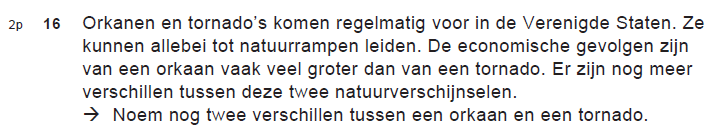 2p 16 Orkanen en tornado’s komen regelmatig voor in de Verenigde Staten. Ze
kunnen allebei tot natuurrampen leiden. De economische gevolgen zijn
van een orkaan vaak veel groter dan van een tornado. Er zijn nog meer
verschillen tussen deze twee natuurverschijnselen.
→ Noem nog twee verschillen tussen een orkaan en een tornado.